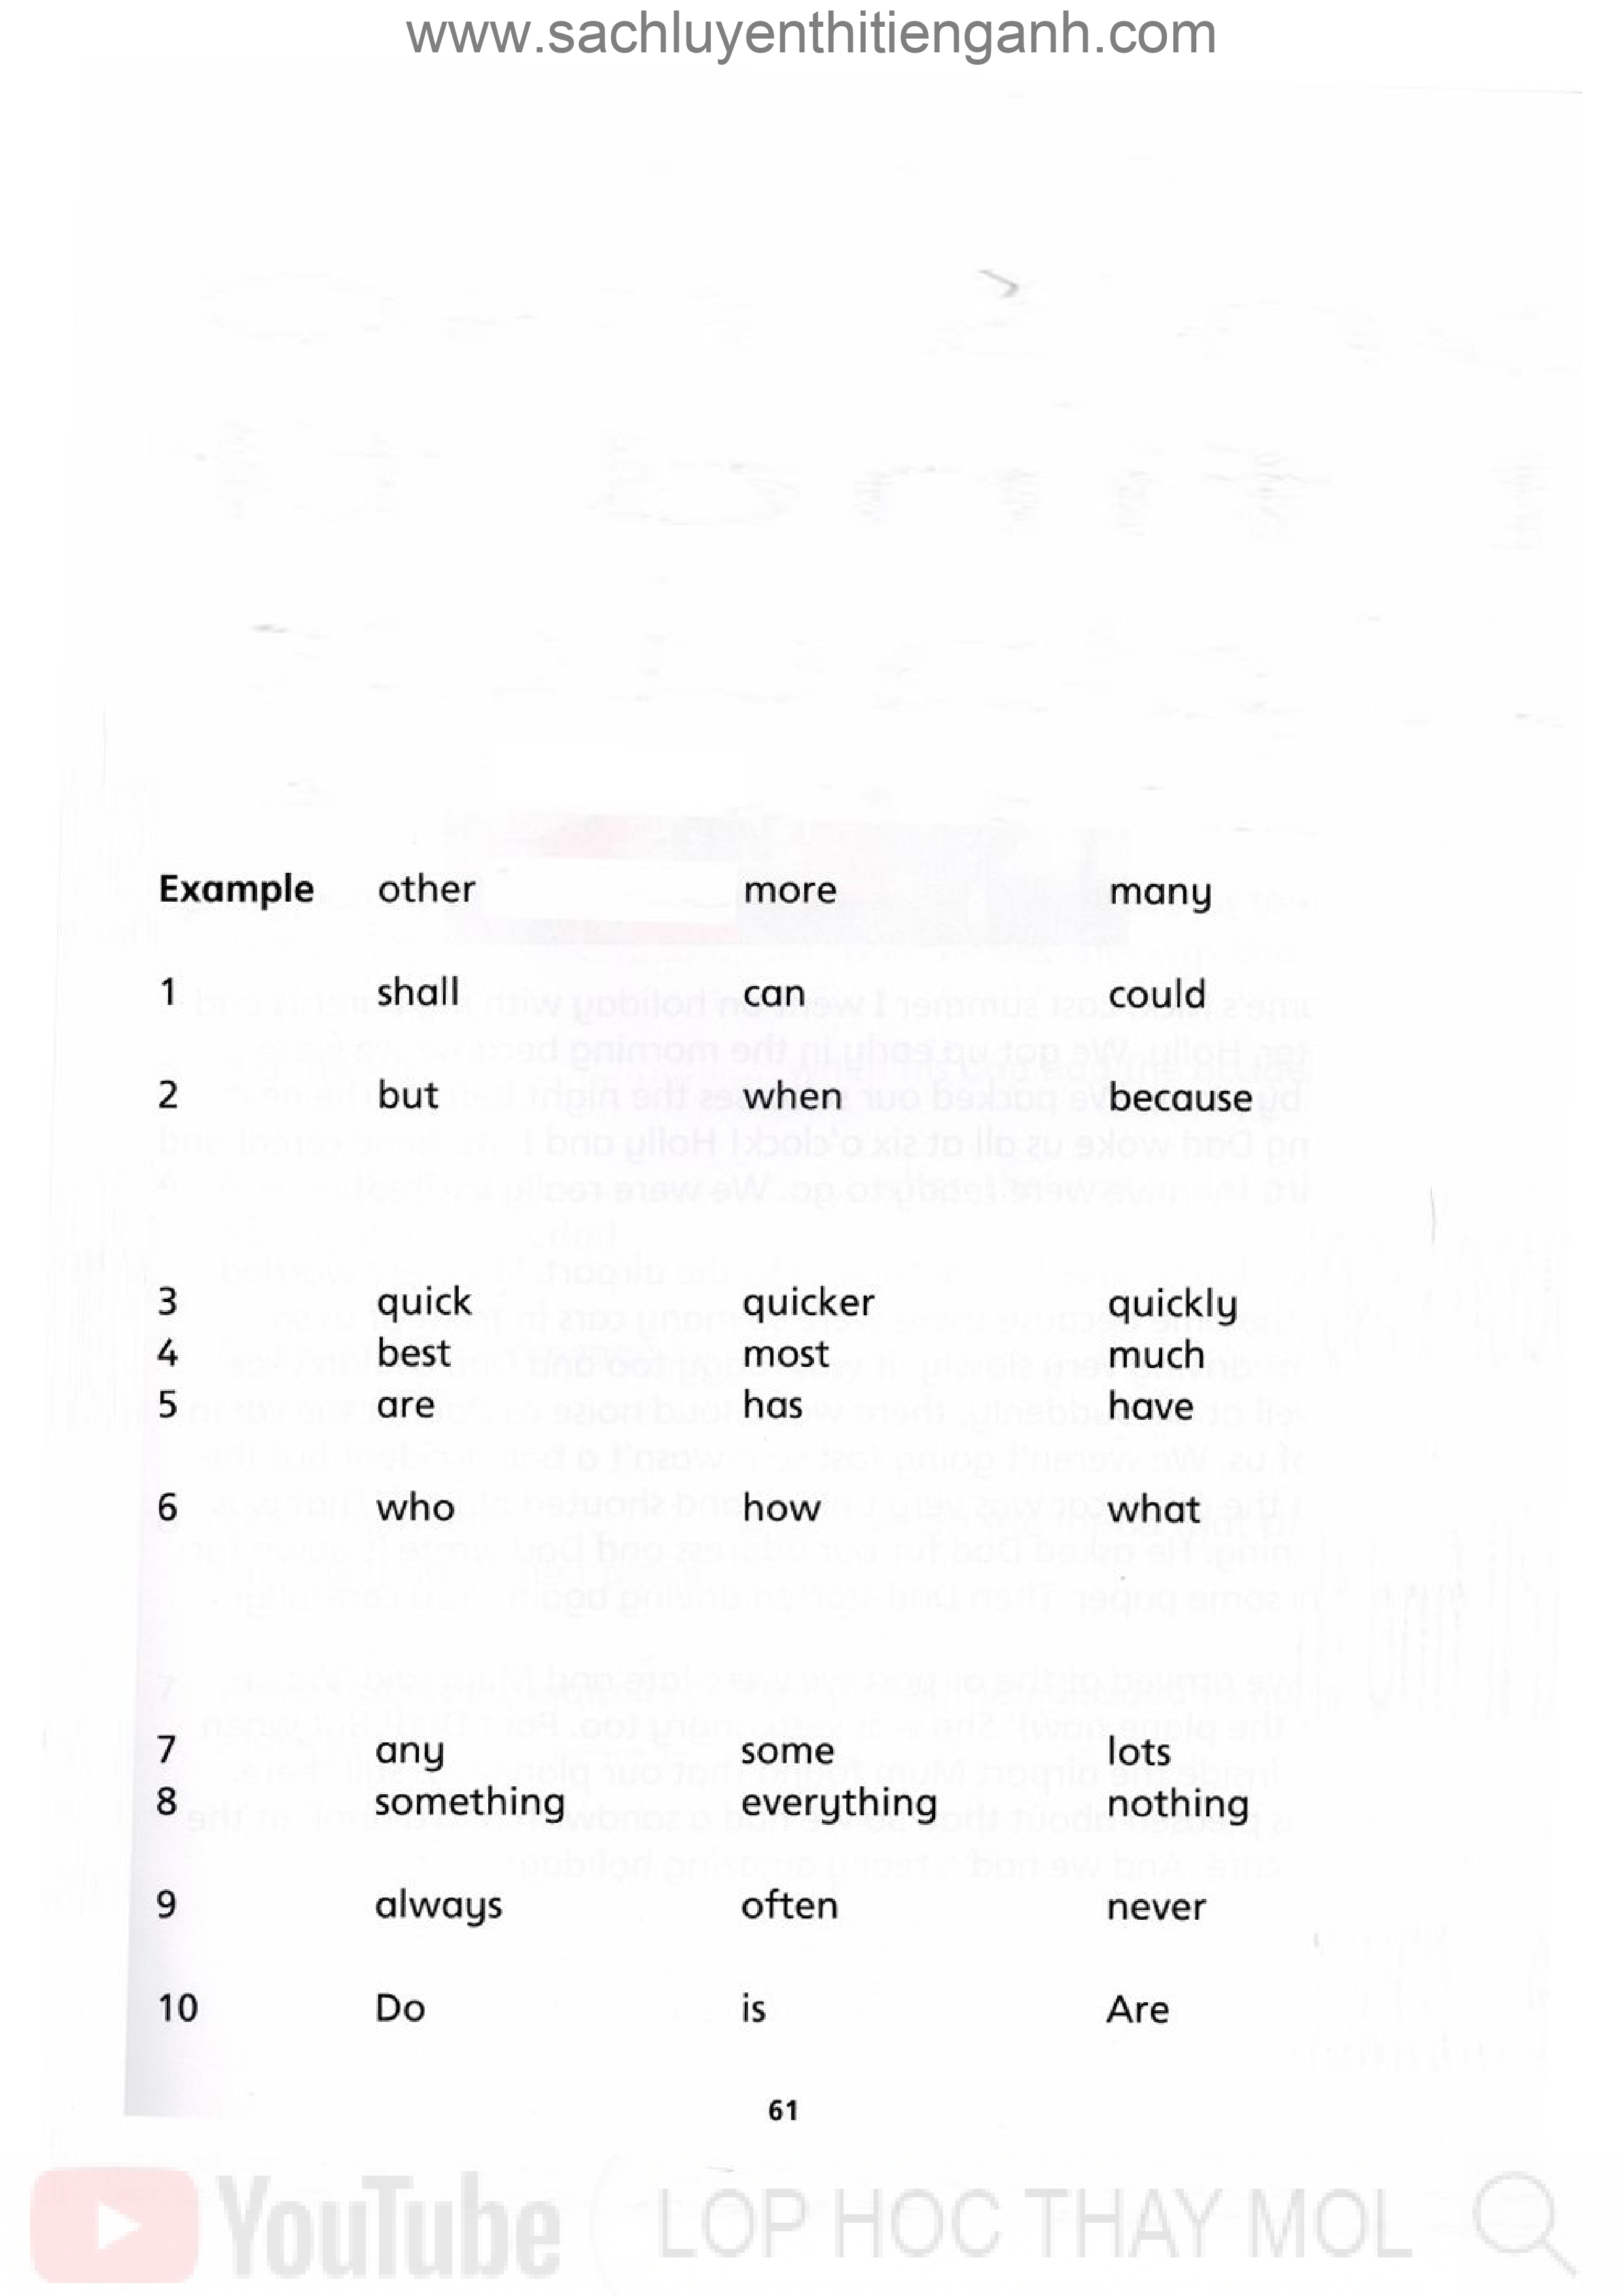 www.sachluyenthitienganh.com
Example other more many
1 shall can could
2 but when because
3 quick quicker quickly
4 best most much
5 are has have
6 who how what
7 any some lots
8 something everything nothing
9 always often never
10 Do is Are
61
YouTube LOP HOC THAY MOL